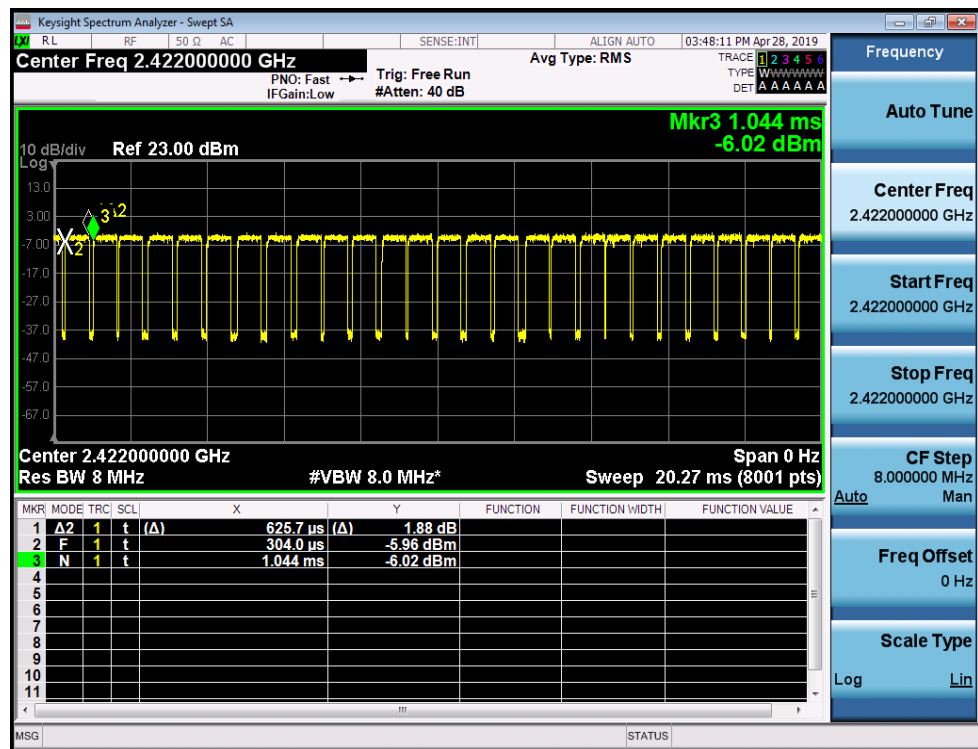 Keysight Spectrum Analyzer - Swept SA
LXI RL RF 50 Ω AC SENSE:INT ALIGN AUTO 03:48:11 PM Apr 28, 2019
Center Freq 2.422000000 GHz Avg Type: RMS TRACE 1 2 3 4 5 6
PNO: Fast Trig: Free Run TYPE WWWWWW
IFGain:Low #Atten: 40 dB DET A A A A A A
Mkr3 1.044 ms
10 dB/div Ref 23.00 dBm -6.02 dBm
Log
13.0
3.00
-7.00
-17.0
-27.0
-37.0
-47.0
-57.0
-67.0
2
3
2
Center 2.422000000 GHz Span 0 Hz
Res BW 8 MHz #VBW 8.0 MHz* Sweep 20.27 ms (8001 pts)
MKR MODE TRC SCL X Y FUNCTION FUNCTION WIDTH FUNCTION VALUE
1 Δ2 1 t (Δ) 625.7 µs (Δ) 1.88 dB
2 F 1 t 304.0 µs -5.96 dBm
3 N 1 t 1.044 ms -6.02 dBm
4
5
6
7
8
9
10
11
MSG STATUS
Frequency
Auto Tune
Center Freq
2.422000000 GHz
Start Freq
2.422000000 GHz
Stop Freq
2.422000000 GHz
CF Step
8.000000 MHz
Auto Man
Freq Offset
0 Hz
Scale Type
Log Lin